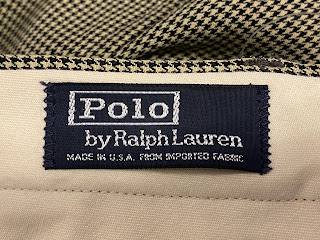 Polo
by Ralph Lauren
MADE IN U.S.A. FROM IMPORTED FABRIC